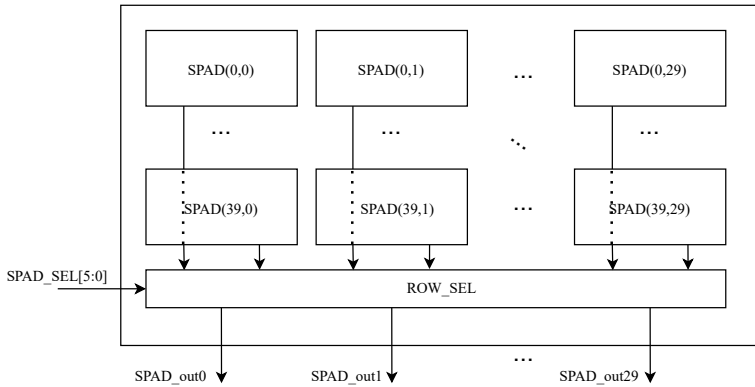 SPAD(0,0) SPAD(0,1) ... SPAD(0,29)
... ... ...
SPAD(39,0) SPAD(39,1) ... SPAD(39,29)
SPAD_SEL[5:0]
ROW_SEL
SPAD_out0 SPAD_out1 ... SPAD_out29